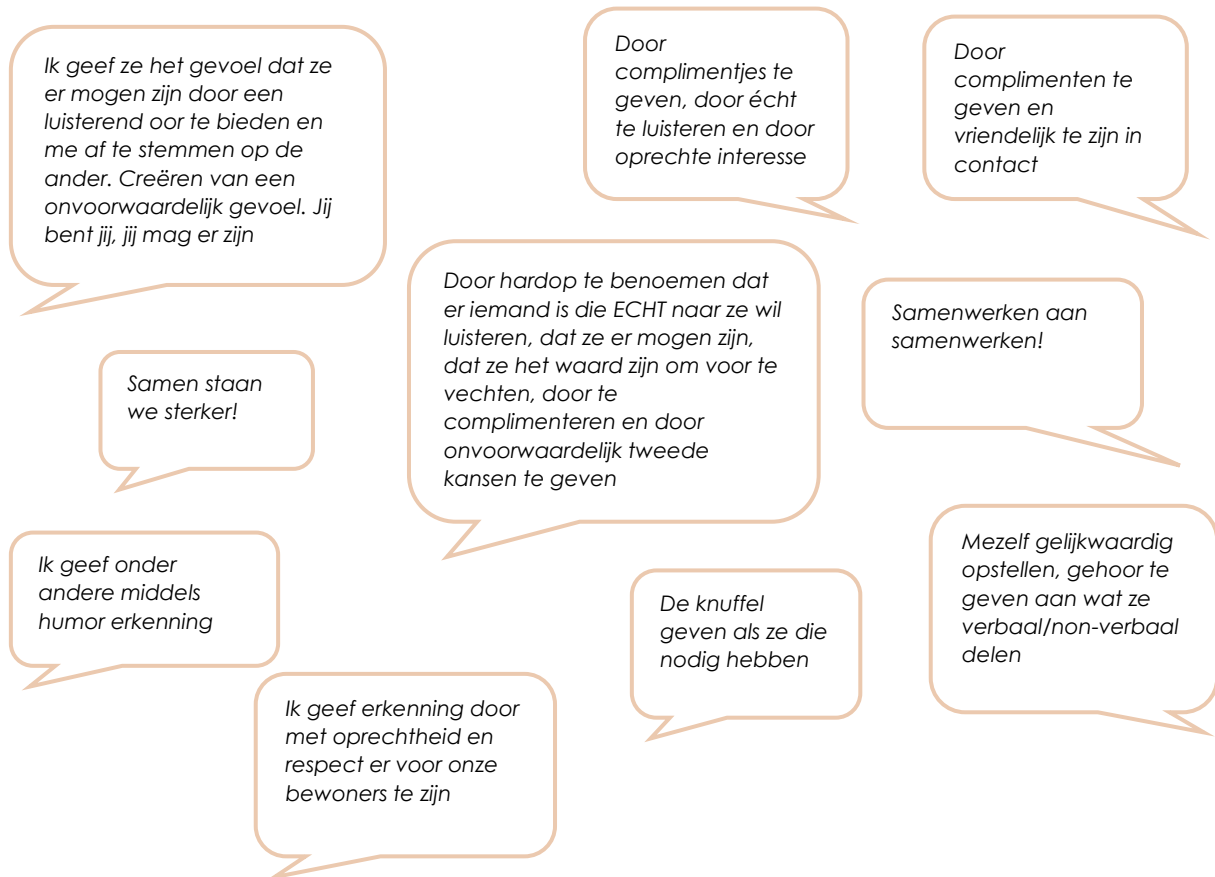 Ik geef ze het gevoel dat ze
er mogen zijn door een
luisterend oor te bieden en
me af te stemmen op de
ander. Creëren van een
onvoorwaardelijk gevoel. Jij
bent jij, jij mag er zijn
Door
complimentjes te
geven, door écht
te luisteren en door
oprechte interesse
Door
complimenten te
geven en
vriendelijk te zijn in
contact
Door hardop te benoemen dat
er iemand is die ECHT naar ze wil
luisteren, dat ze er mogen zijn,
dat ze het waard zijn om voor te
vechten, door te
complimenteren en door
onvoorwaardelijk tweede
kansen te geven
Samenwerken aan
samenwerken!
Samen staan
we sterker!
Ik geef onder
andere middels
humor erkenning
De knuffel
geven als ze die
nodig hebben
Mezelf gelijkwaardig
opstellen, gehoor te
geven aan wat ze
verbaal/non-verbaal
delen
Ik geef erkenning door
met oprechtheid en
respect er voor onze
bewoners te zijn